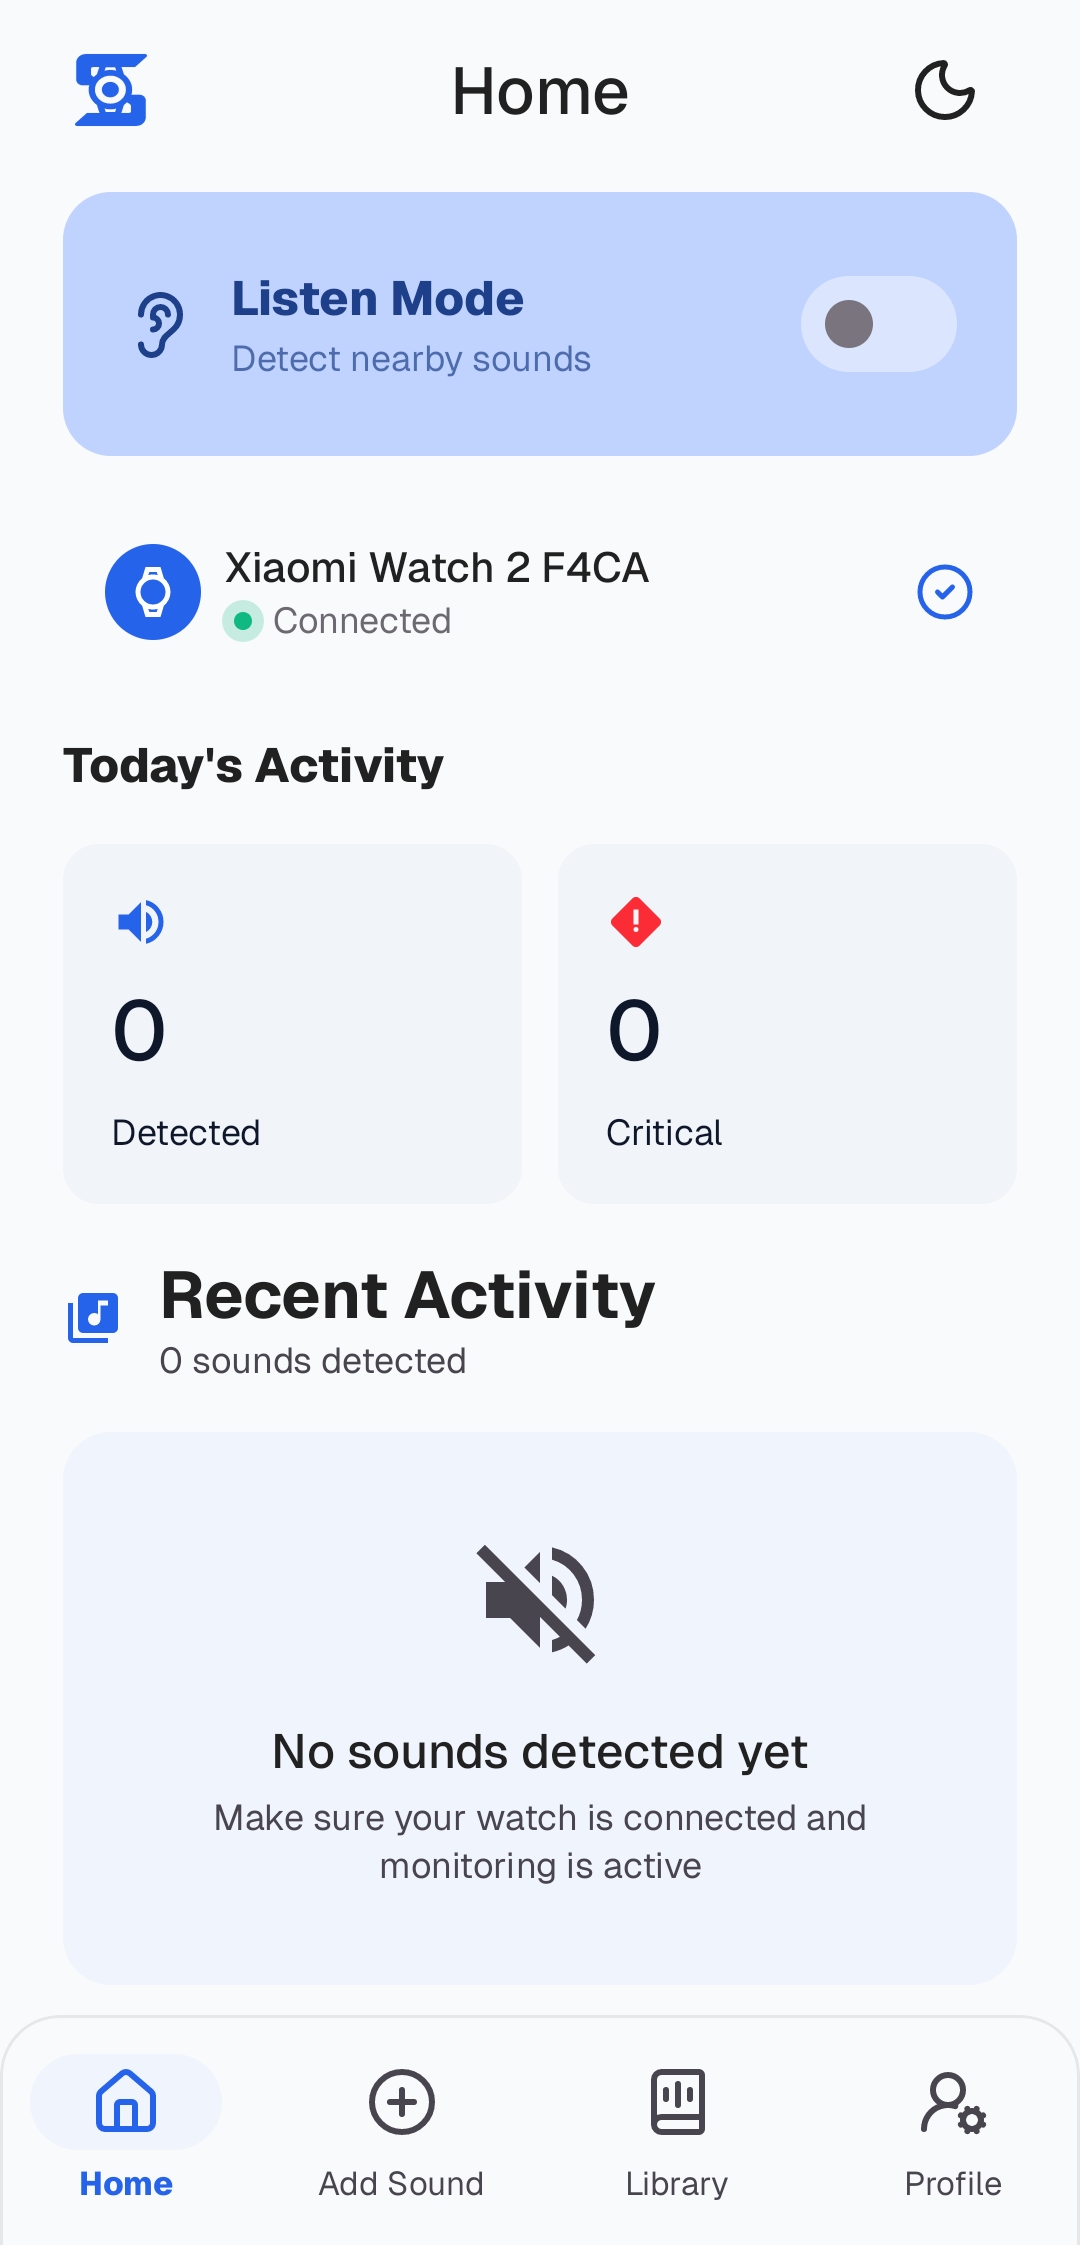 Home
Listen Mode
Detect nearby sounds
Xiaomi Watch 2 F4CA
Connected
Today's Activity
0
Detected
0
Critical
Recent Activity
0 sounds detected
No sounds detected yet
Make sure your watch is connected and
monitoring is active
Home
Add Sound
Library
Profile